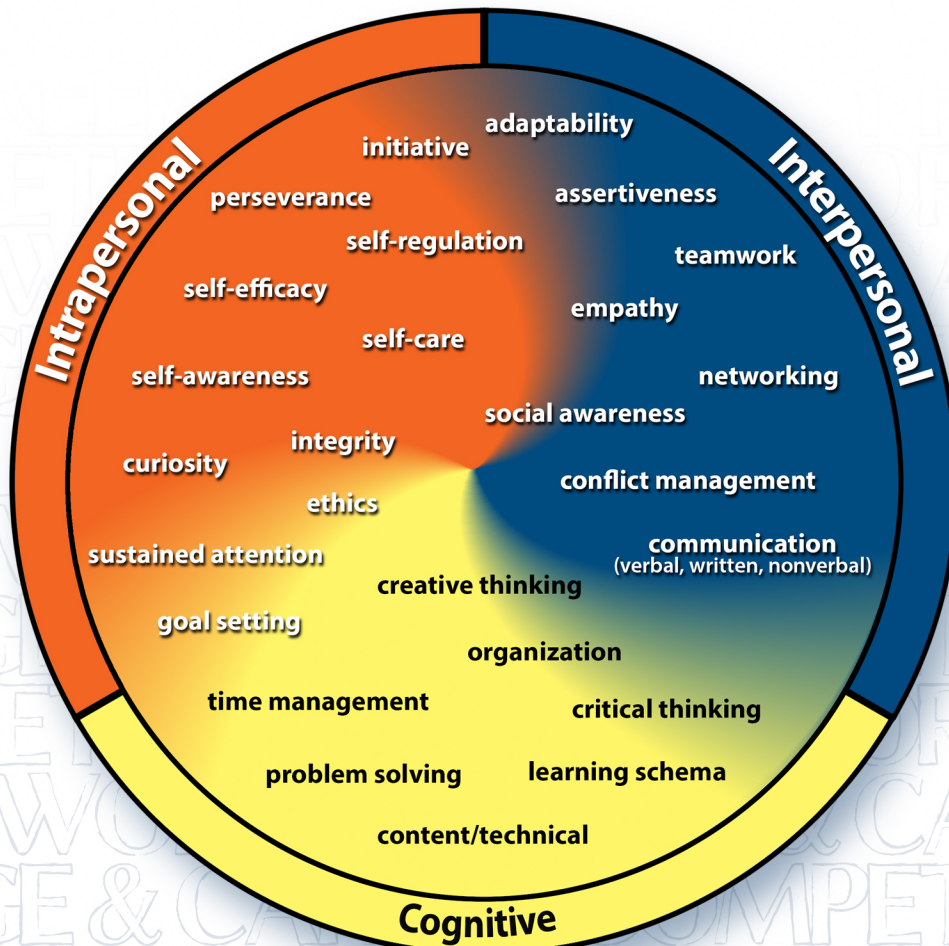 Intrapersonal
Interpersonal
adaptability
initiative
assertiveness
perseverance
self-regulation
teamwork
self-efficacy
empathy
self-care
self-awareness
networking
social awareness
integrity
curiosity
conflict management
ethics
communication
(verbal, written, nonverbal)
sustained attention
creative thinking
goal setting
organization
time management
critical thinking
problem solving
learning schema
content/technical
Cognitive